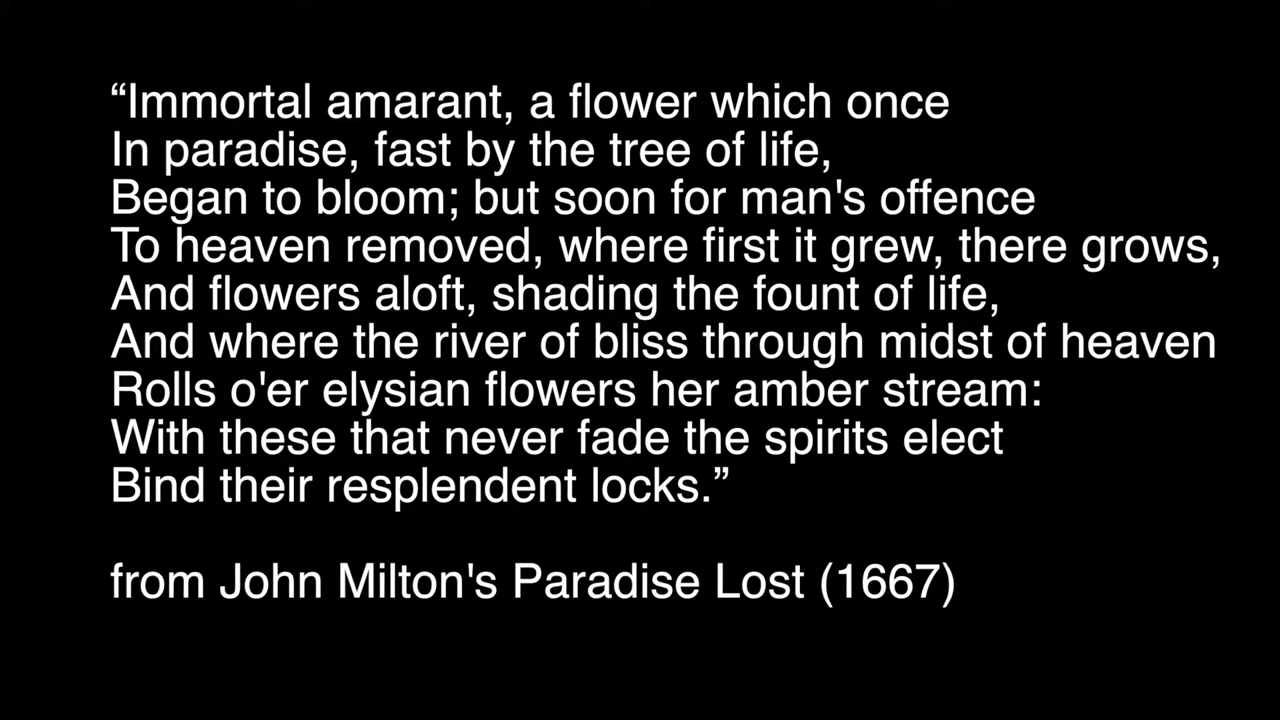 “Immortal amarant, a flower which once
In paradise, fast by the tree of life,
Began to bloom; but soon for man's offence
To heaven removed, where first it grew, there grows,
And flowers aloft, shading the fount of life,
And where the river of bliss through midst of heaven
Rolls o'er elysian flowers her amber stream:
With these that never fade the spirits elect
Bind their resplendent locks.”
from John Milton's Paradise Lost (1667)